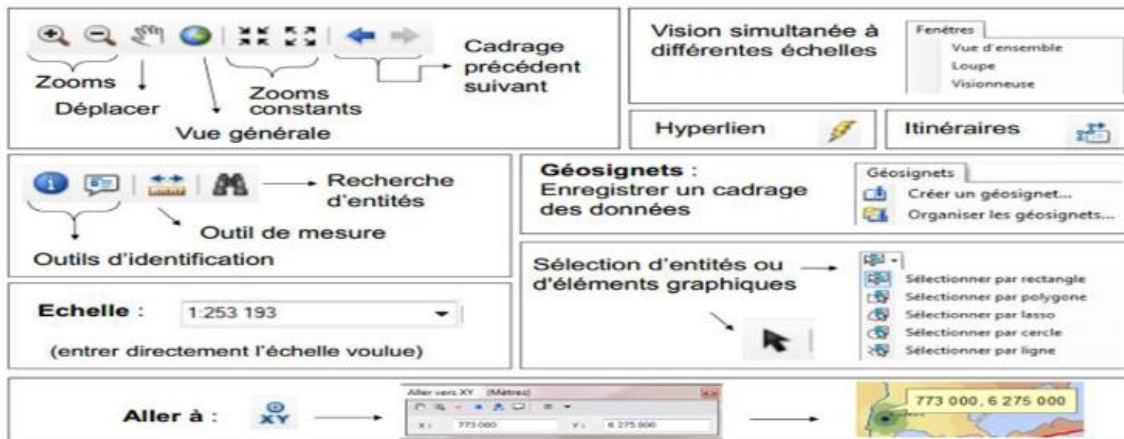 Zooms
Déplacer
Vue générale
Zooms
constants
Cadrage
précédent
suivant
Vision simultanée à
différentes échelles
Fenêtres
Vue d'ensemble
Loupe
Visionneuse
Hyperlien
Itinéraires
Recherche
d'entités
Outil de mesure
Outils d'identification
Géosignets :
Enregistrer un cadrage
des données
Géosignets
Créer un géosignet...
Organiser les géosignets...
Echelle :
1:253 193
(entrer directement l'échelle voulue)
Sélection d'entités ou
d'éléments graphiques
Sélectionner par rectangle
Sélectionner par polygone
Sélectionner par lasso
Sélectionner par cercle
Sélectionner par ligne
Aller à :
XY
Aller vers XY (Mètres)
X : 773 000 Y : 6 275 000
773 000, 6 275 000